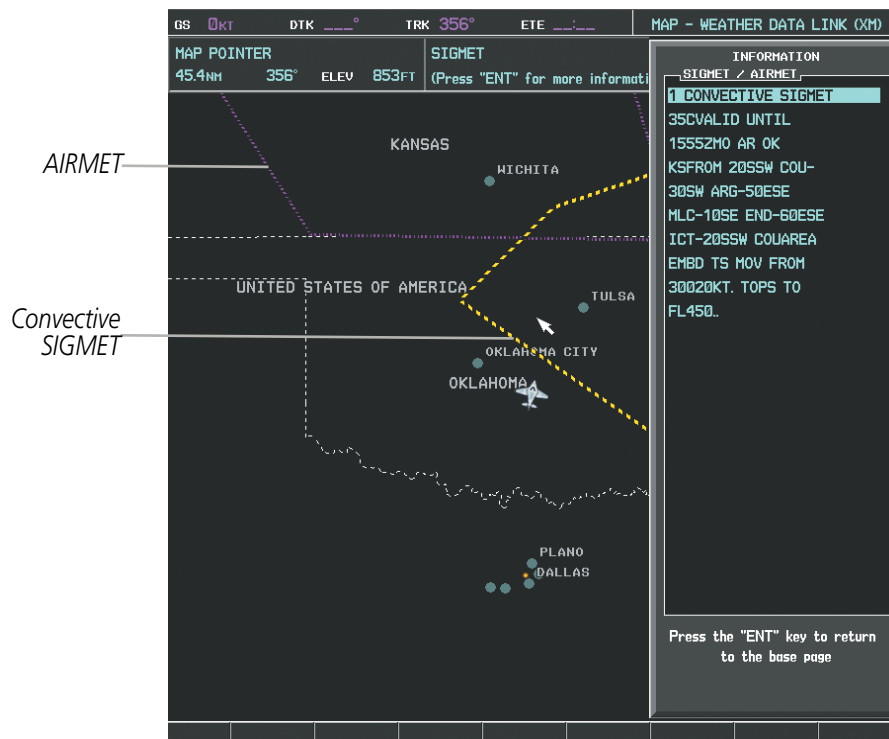 GS 0KT DTK ___° TRK 356° ETE __:__ MAP - WEATHER DATA LINK (XM)
MAP POINTER
45.4NM 356° ELEV 853FT
SIGMET
(Press "ENT" for more informati
INFORMATION
SIGMET / AIRMET
1 CONVECTIVE SIGMET
35CVALID UNTIL
1555ZMO AR OK
KSFROM 20SSW COU-
30SW ARG-50ESE
MLC-10SE END-60ESE
ICT-20SSW COUAREA
EMBD TS MOV FROM
30020KT. TOPS TO
FL450..
Press the "ENT" key to return
to the base page
AIRMET
Convective
SIGMET
KANSAS
WICHITA
UNITED STATES OF AMERICA
TULSA
OKLAHOMA CITY
OKLAHOMA
PLANO
DALLAS